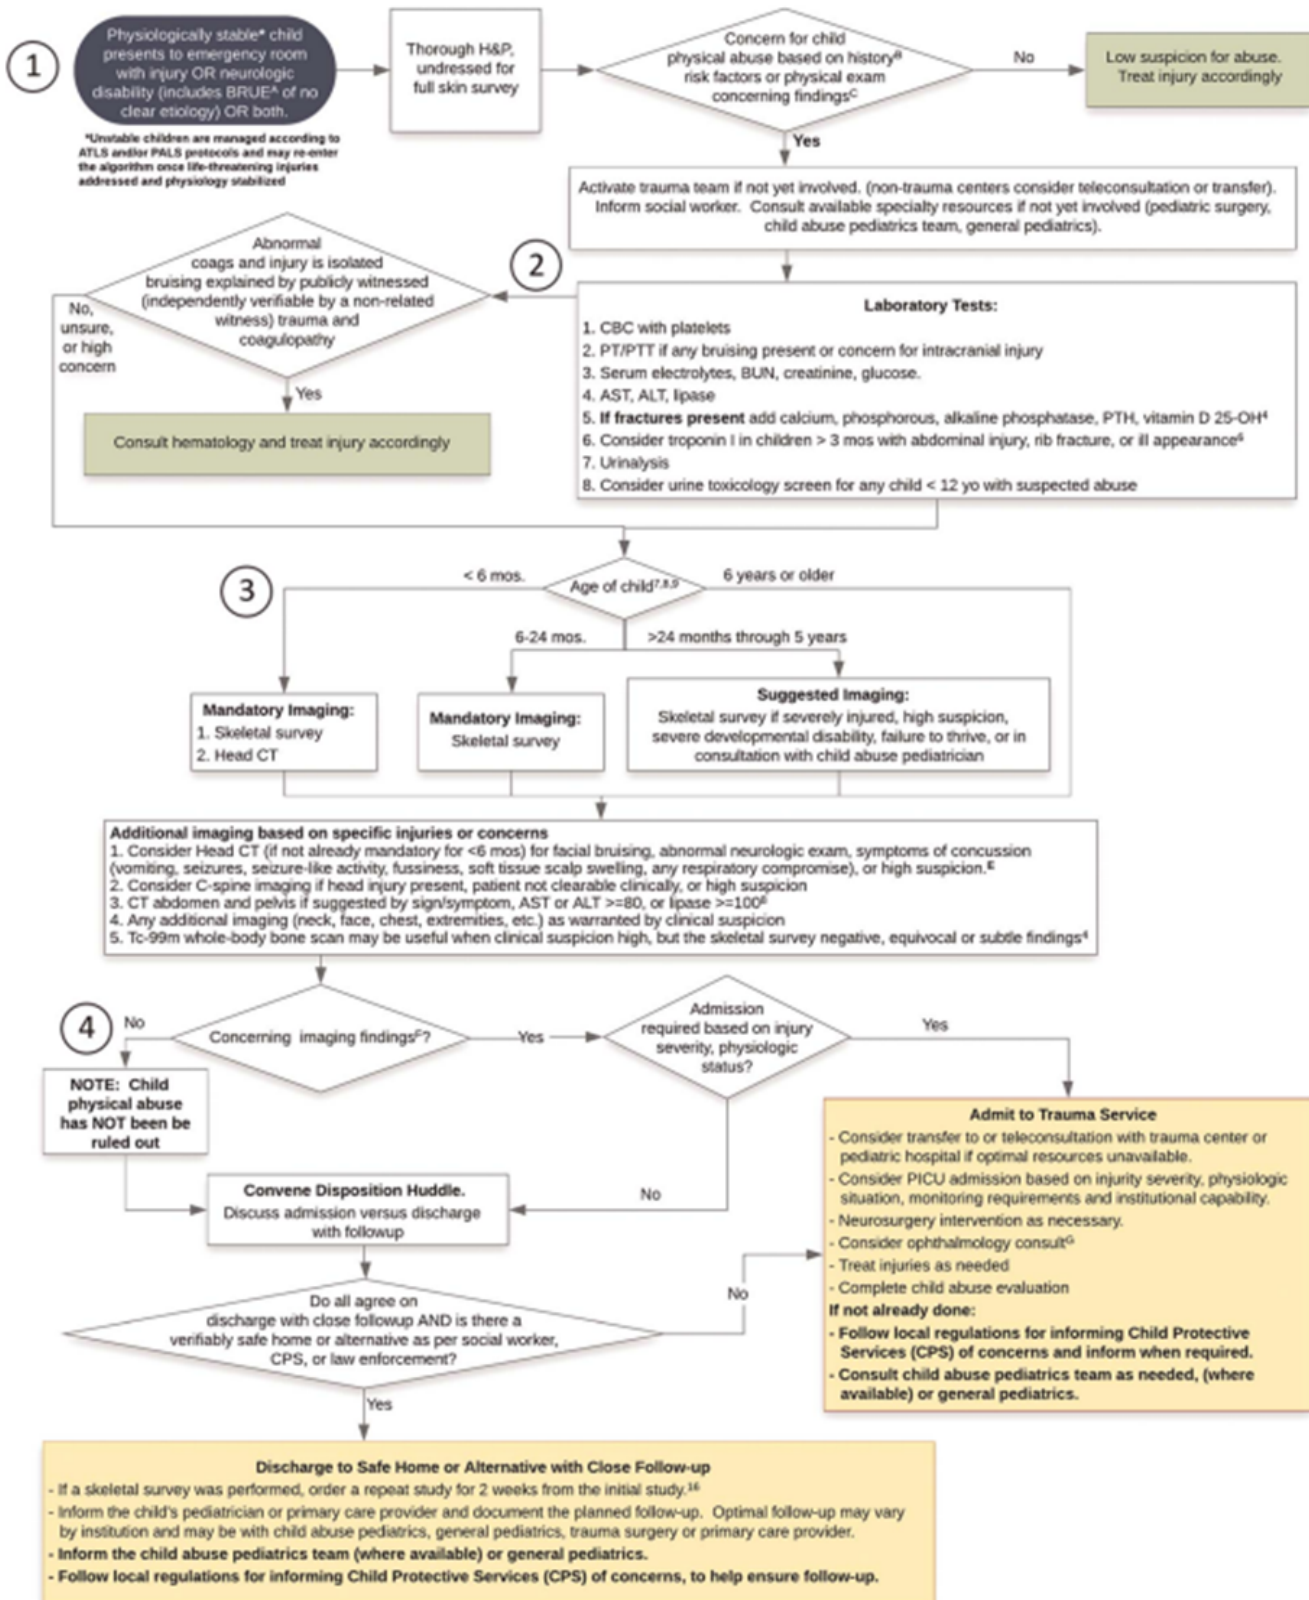 1
Physiologically stable* child
presents to emergency room
with injury OR neurologic
disability (includes BRUEᴬ of no
clear etiology) OR both.
*Unstable children are managed according to
ATLS and/or PALS protocols and may re-enter
the algorithm once life-threatening injuries
addressed and physiology stabilized
Thorough H&P,
undressed for
full skin survey
Concern for child
physical abuse based on historyᴮ
risk factors or physical exam
concerning findingsᶜ
No
Low suspicion for abuse.
Treat injury accordingly
Yes
Activate trauma team if not yet involved. (non-trauma centers consider teleconsultation or transfer).
Inform social worker. Consult available specialty resources if not yet involved (pediatric surgery,
child abuse pediatrics team, general pediatrics).
2
Laboratory Tests:
1. CBC with platelets
2. PT/PTT if any bruising present or concern for intracranial injury
3. Serum electrolytes, BUN, creatinine, glucose.
4. AST, ALT, lipase
5. If fractures present add calcium, phosphorous, alkaline phosphatase, PTH, vitamin D 25-OH⁴
6. Consider troponin I in children > 3 mos with abdominal injury, rib fracture, or ill appearance⁶
7. Urinalysis
8. Consider urine toxicology screen for any child < 12 yo with suspected abuse
Abnormal
coags and injury is isolated
bruising explained by publicly witnessed
(independently verifiable by a non-related
witness) trauma and
coagulopathy
No,
unsure,
or high
concern
Yes
Consult hematology and treat injury accordingly
3
Age of child⁷,⁸,⁹
< 6 mos.
6 years or older
6-24 mos.
>24 months through 5 years
Mandatory Imaging:
1. Skeletal survey
2. Head CT
Mandatory Imaging:
Skeletal survey
Suggested Imaging:
Skeletal survey if severely injured, high suspicion,
severe developmental disability, failure to thrive, or in
consultation with child abuse pediatrician
Additional imaging based on specific injuries or concerns
1. Consider Head CT (if not already mandatory for <6 mos) for facial bruising, abnormal neurologic exam, symptoms of concussion
(vomiting, seizures, seizure-like activity, fussiness, soft tissue scalp swelling, any respiratory compromise), or high suspicion.ᴱ
2. Consider C-spine imaging if head injury present, patient not clearable clinically, or high suspicion
3. CT abdomen and pelvis if suggested by sign/symptom, AST or ALT >=80, or lipase >=100⁶
4. Any additional imaging (neck, face, chest, extremities, etc.) as warranted by clinical suspicion
5. Tc-99m whole-body bone scan may be useful when clinical suspicion high, but the skeletal survey negative, equivocal or subtle findings⁴
4
No
Concerning imaging findingsF?
Yes
Admission
required based on injury
severity, physiologic
status?
Yes
NOTE: Child
physical abuse
has NOT been be
ruled out
Convene Disposition Huddle.
Discuss admission versus discharge
with followup
No
Do all agree on
discharge with close followup AND is there a
verifiably safe home or alternative as per social worker,
CPS, or law enforcement?
No
Yes
Admit to Trauma Service
- Consider transfer to or teleconsultation with trauma center or
pediatric hospital if optimal resources unavailable.
- Consider PICU admission based on injurity severity, physiologic
situation, monitoring requirements and institutional capability.
- Neurosurgery intervention as necessary.
- Consider ophthalmology consultᴳ
- Treat injuries as needed
- Complete child abuse evaluation
If not already done:
- Follow local regulations for informing Child Protective
Services (CPS) of concerns and inform when required.
- Consult child abuse pediatrics team as needed, (where
available) or general pediatrics.
Discharge to Safe Home or Alternative with Close Follow-up
- If a skeletal survey was performed, order a repeat study for 2 weeks from the initial study.¹⁶
- Inform the child's pediatrician or primary care provider and document the planned follow-up. Optimal follow-up may vary
by institution and may be with child abuse pediatrics, general pediatrics, trauma surgery or primary care provider.
- Inform the child abuse pediatrics team (where available) or general pediatrics.
- Follow local regulations for informing Child Protective Services (CPS) of concerns, to help ensure follow-up.